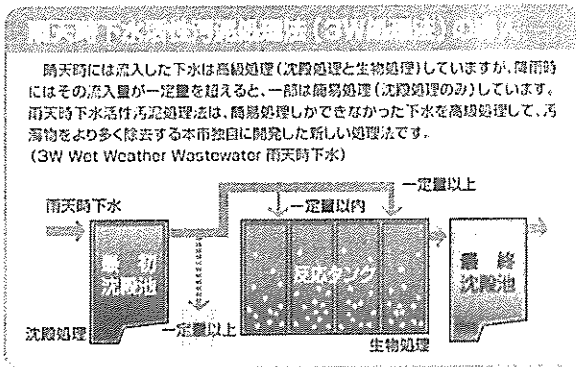 雨天時下水活性汚泥処理法（3W処理法）の導入
晴天時には流入した下水は高級処理（沈殿処理と生物処理）していますが、降雨時
にはその流入量が一定量を超えると、一部は簡易処理（沈殿処理のみ）しています。
雨天時下水活性汚泥処理法は、簡易処理しかできなかった下水を高級処理して、汚
濁物をより多く除去する本市独自に開発した新しい処理法です。
（3W Wet Weather Wastewater 雨天時下水）
一定量以上
雨天時下水
一定量以内
最初
沈殿池
反応タンク
最終
沈殿池
沈殿処理
一定量以上
生物処理